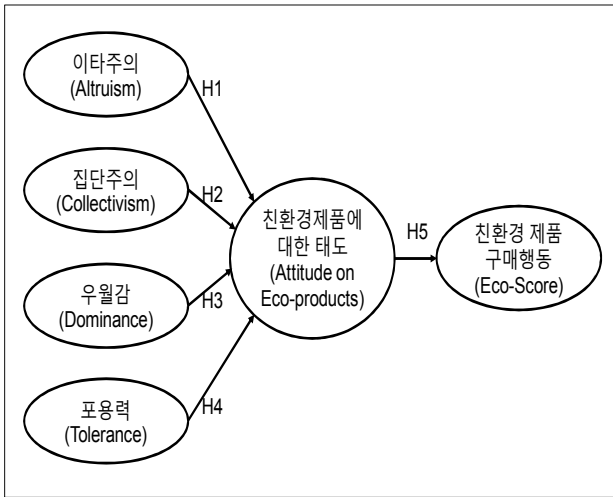 이타주의
(Altruism)
H1
집단주의
(Collectivism)
H2
우월감
(Dominance)
H3
포용력
(Tolerance)
H4
친환경제품에
대한 태도
(Attitude on
Eco-products)
H5
친환경 제품
구매행동
(Eco-Score)